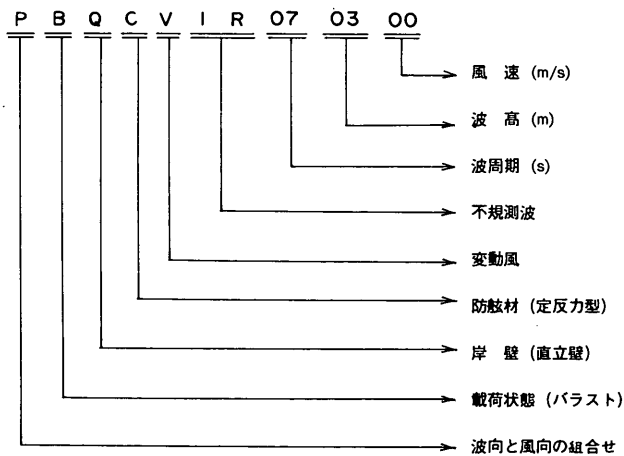 P B Q C V I R 07 03 00
風 速 (m/s)
波 高 (m)
波周期 (s)
不規測波
変動風
防舷材 (定反力型)
岸 壁 (直立壁)
載荷状態 (バラスト)
波向と風向の組合せ